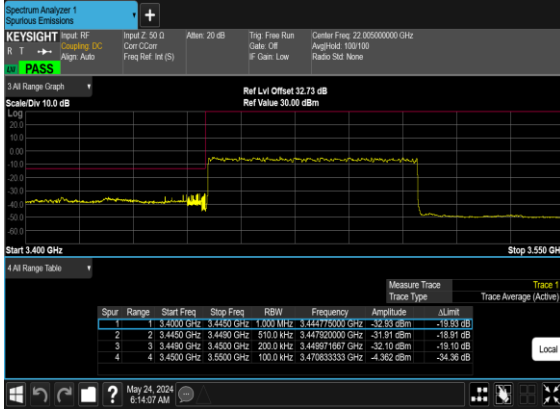 Spectrum Analyzer 1
Spurious Emissions
+
KEYSIGHT Input: RF Input Z: 50 Ω Atten: 20 dB Trig: Free Run Center Freq: 22.005000000 GHz
R T Coupling: DC Corr CCorr Gate: Off Avg|Hold: 100/100
Align: Auto Freq Ref: Int (S) IF Gain: Low Radio Std: None
PASS
3 All Range Graph
Ref Lvl Offset 32.73 dB
Scale/Div 10.0 dB Ref Value 30.00 dBm
Log
20.0
10.0
0.00
-10.0
-20.0
-30.0
-40.0
-50.0
-60.0
Start 3.400 GHz Stop 3.550 GH
4 All Range Table
Measure Trace Trace 1
Trace Type Trace Average (Active)
Spur Range Start Freq Stop Freq RBW Frequency Amplitude ΔLimit
1 1 3.4000 GHz 3.4450 GHz 1.000 MHz 3.444775000 GHz -32.93 dBm -19.93 dB
2 2 3.4450 GHz 3.4490 GHz 510.0 kHz 3.447920000 GHz -31.91 dBm -18.91 dB
3 3 3.4490 GHz 3.4500 GHz 200.0 kHz 3.449971667 GHz -32.10 dBm -19.10 dB
4 4 3.4500 GHz 3.5500 GHz 100.0 kHz 3.470833333 GHz -4.362 dBm -34.36 dB
Local
? May 24, 2024
6:14:07 AM